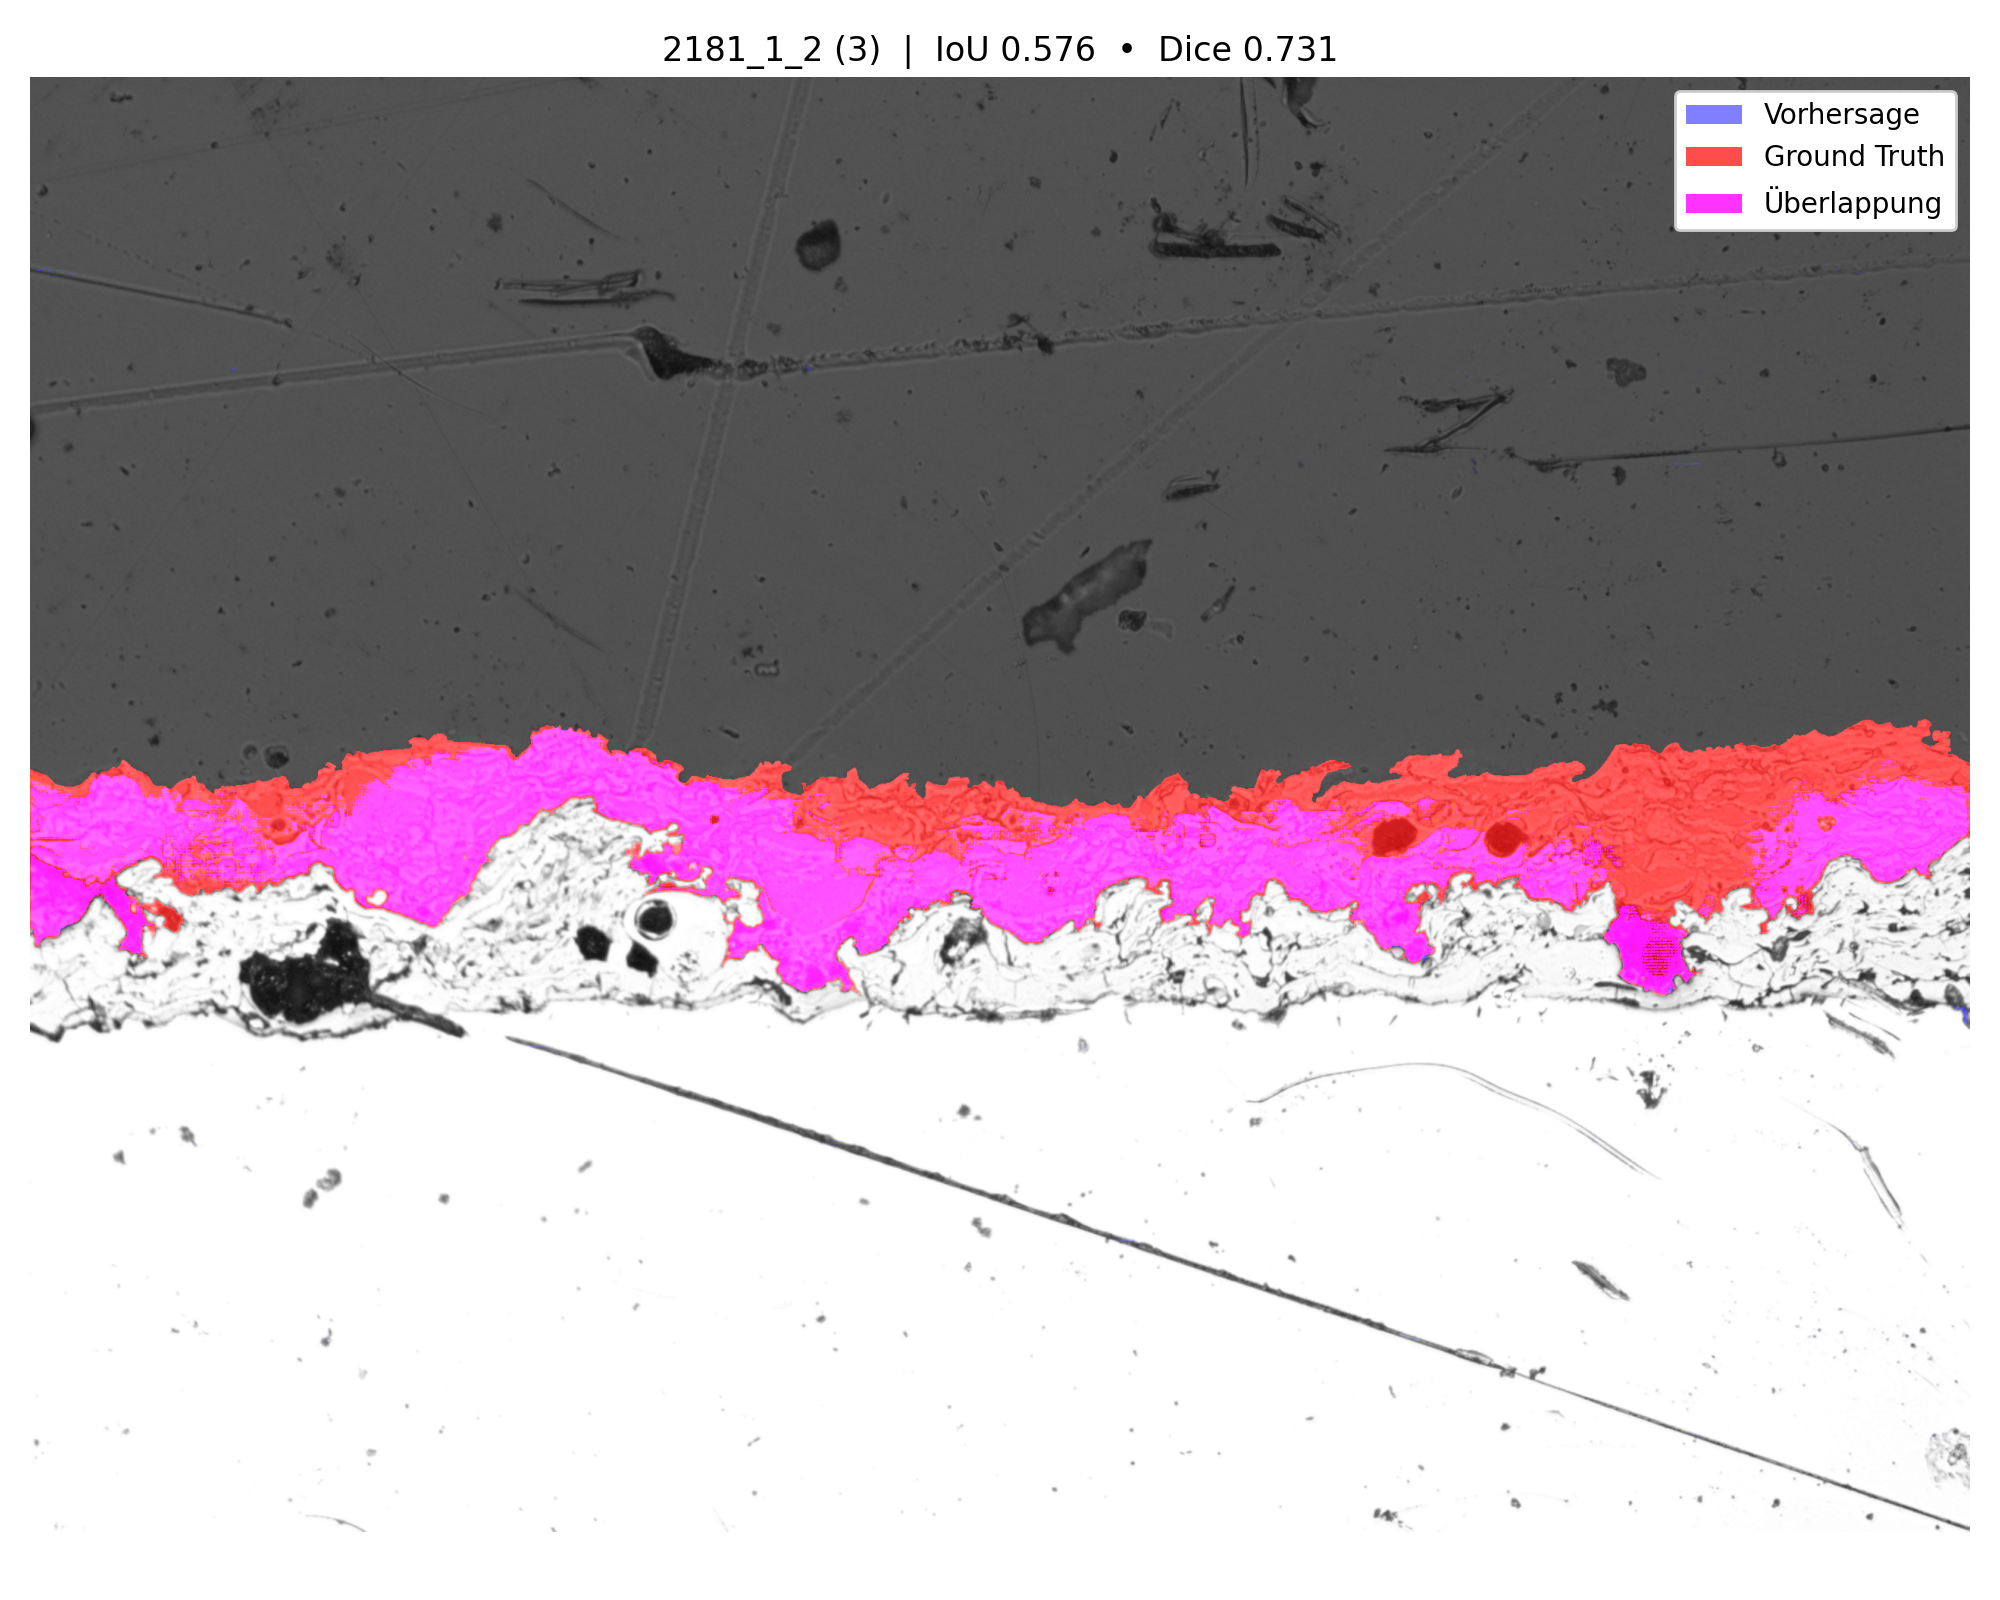 2181_1_2 (3) | IoU 0.576 • Dice 0.731
Vorhersage
Ground Truth
Überlappung